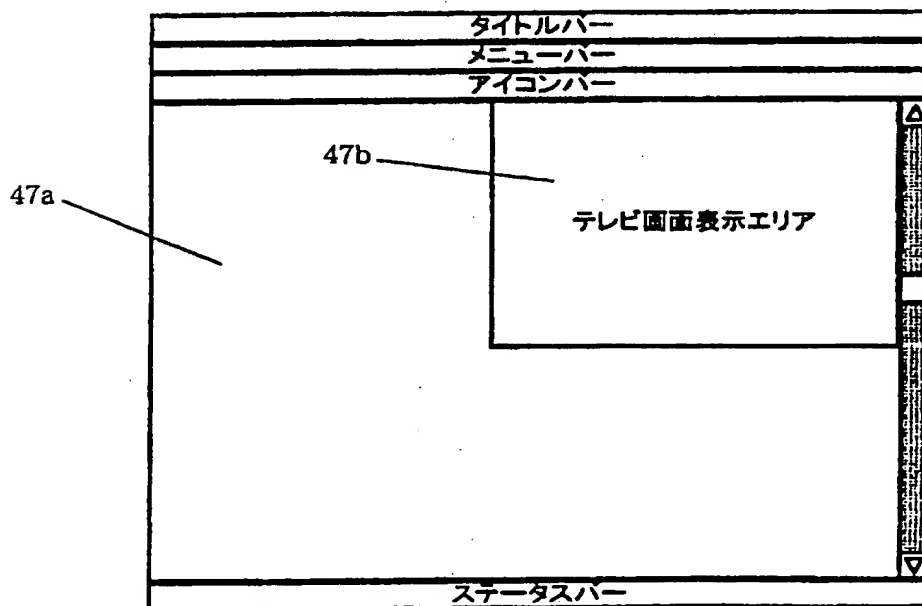 タイトルバー
メニューバー
アイコンバー
47b
47a
テレビ画面表示エリア
ステータスバー